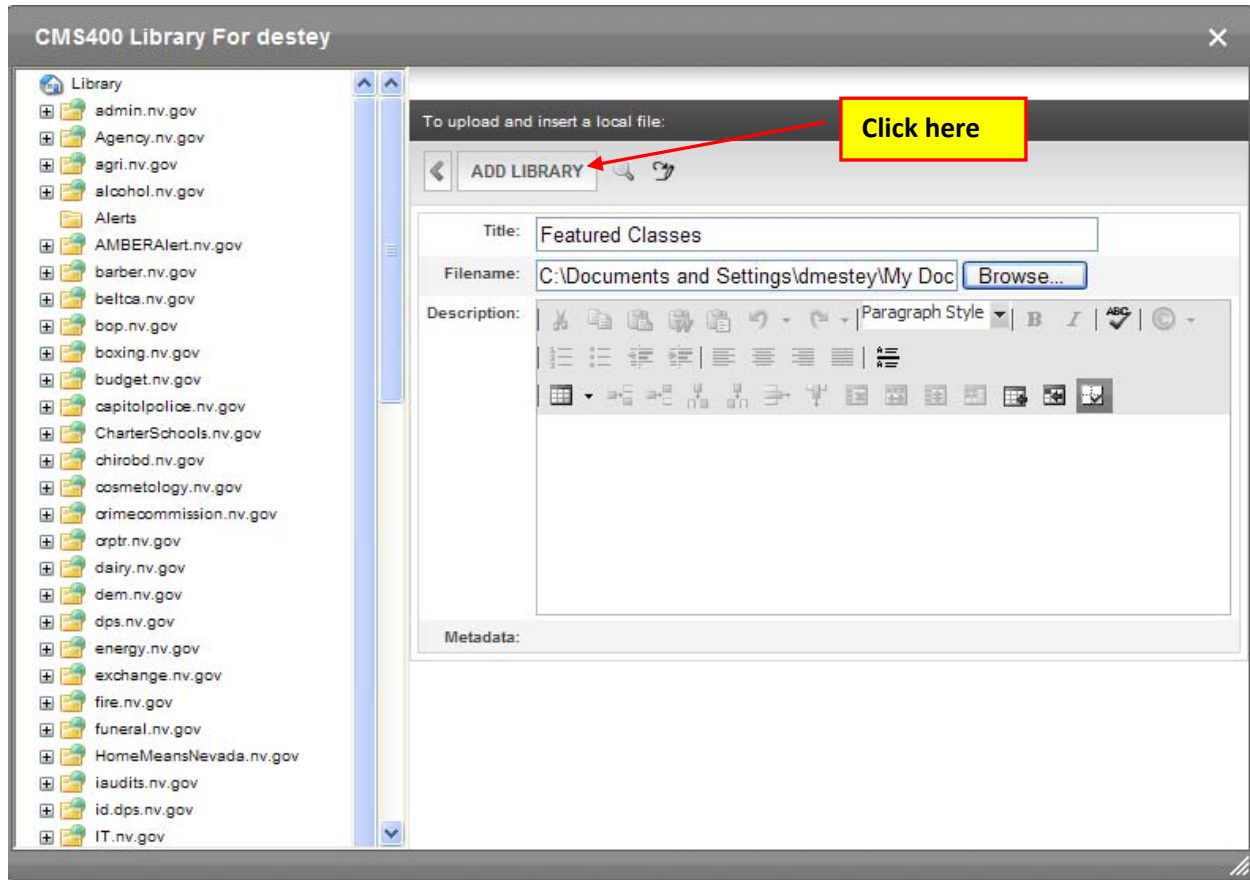 CMS400 Library For destey
Library
admin.nv.gov
Agency.nv.gov
agri.nv.gov
alcohol.nv.gov
Alerts
AMBERAlert.nv.gov
barber.nv.gov
beltca.nv.gov
bop.nv.gov
boxing.nv.gov
budget.nv.gov
capitolpolice.nv.gov
CharterSchools.nv.gov
chirobd.nv.gov
cosmetology.nv.gov
crimecommission.nv.gov
crptr.nv.gov
dairy.nv.gov
dem.nv.gov
dps.nv.gov
energy.nv.gov
exchange.nv.gov
fire.nv.gov
funeral.nv.gov
HomeMeansNevada.nv.gov
iaudits.nv.gov
id.dps.nv.gov
IT.nv.gov
To upload and insert a local file:
Click here
ADD LIBRARY
Title: Featured Classes
Filename: C:\Documents and Settings\dmestey\My Doc Browse...
Description: Paragraph Style B I ABC ©
Metadata: